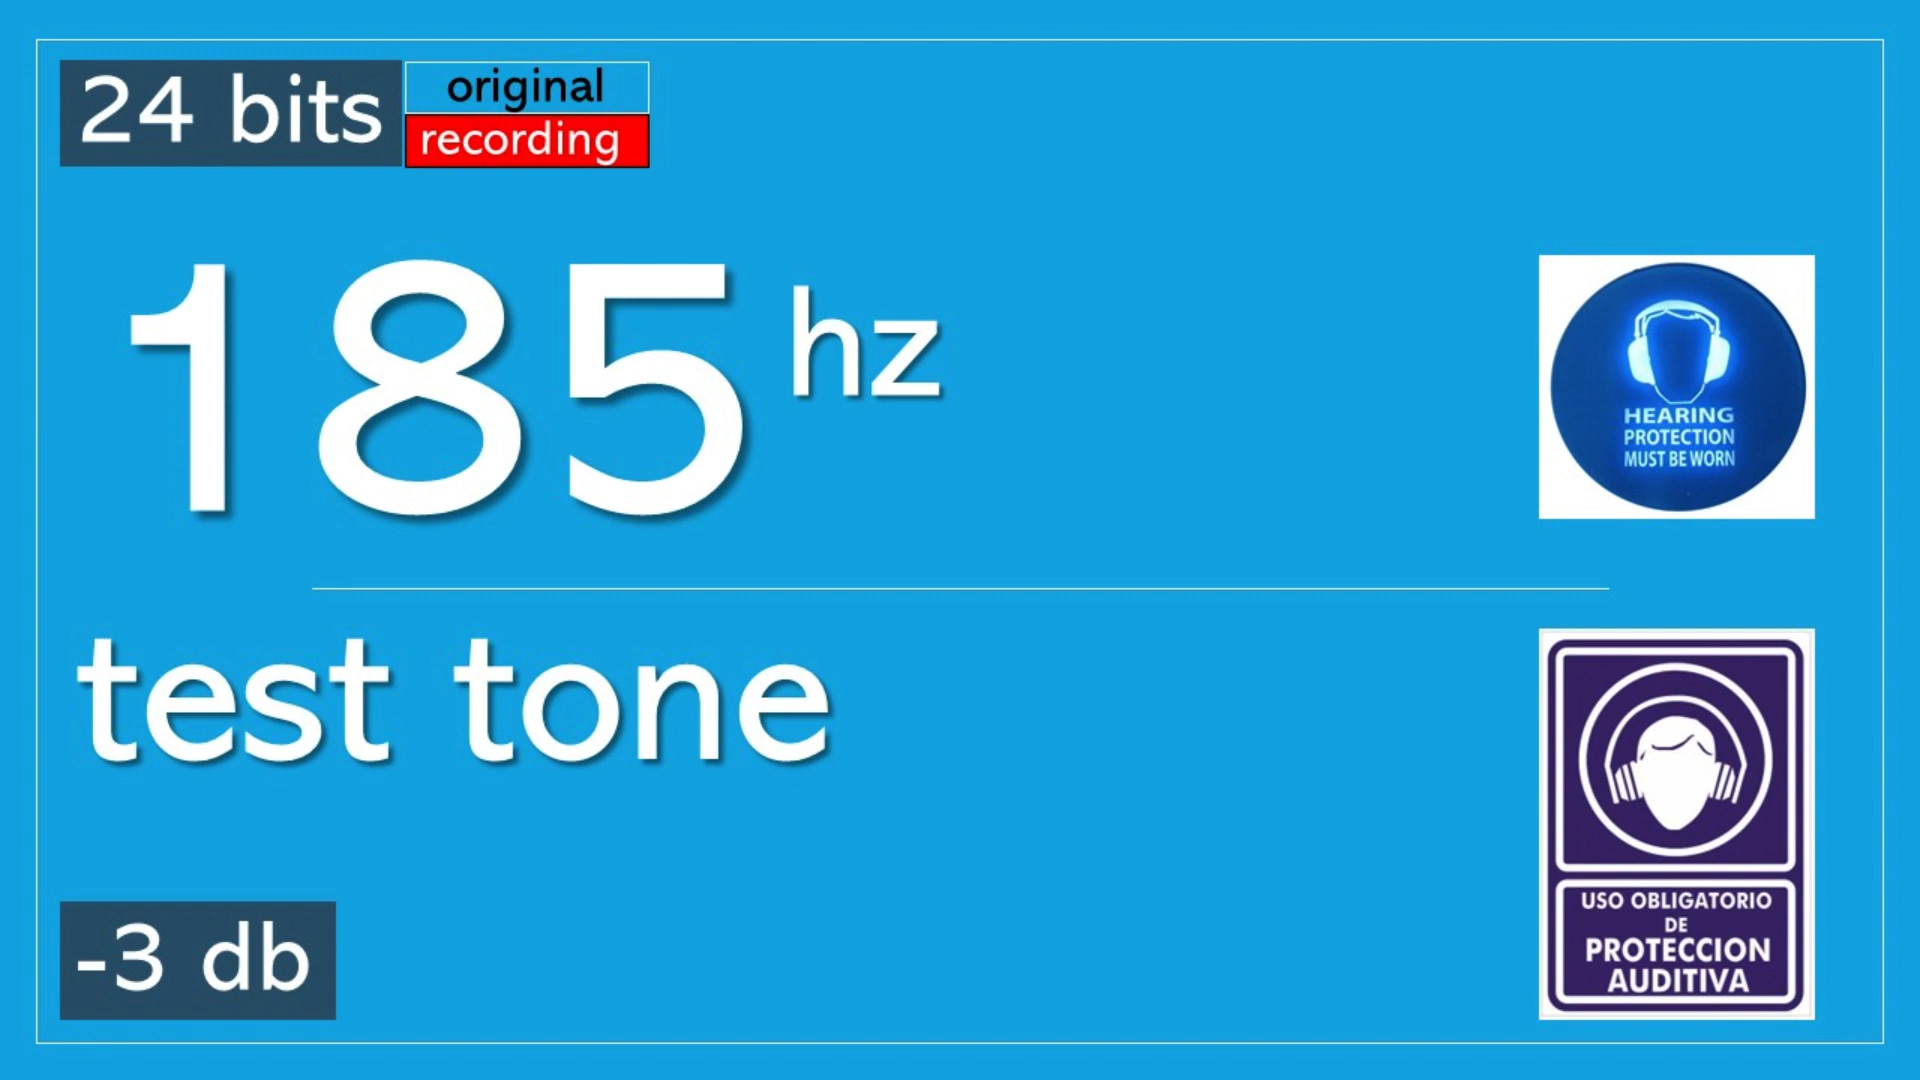 24 bits
original
recording
185 hz
HEARING
PROTECTION
MUST BE WORN
test tone
USO OBLIGATORIO
DE
PROTECCION
AUDITIVA
-3 db